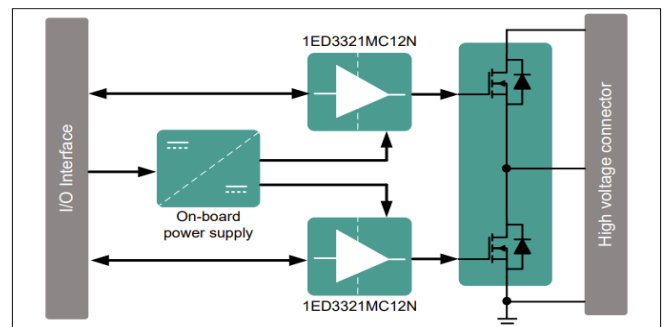 1ED3321MC12N
I/O Interface
On-board
power supply
High voltage connector
1ED3321MC12N